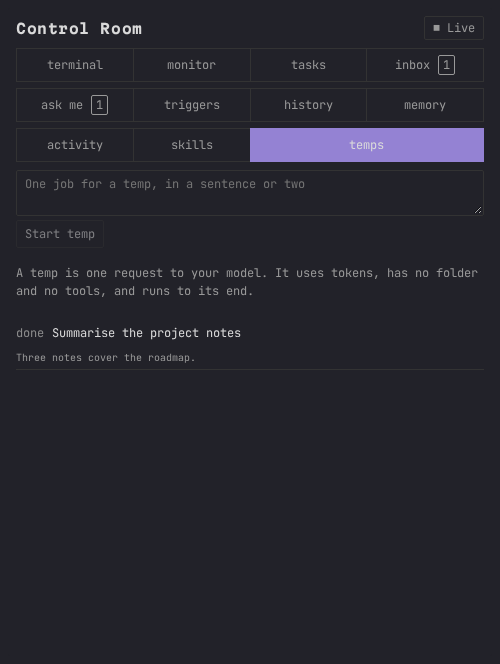 Control Room
Live
terminal
monitor
tasks
inbox 1
ask me 1
triggers
history
memory
activity
skills
temps
One job for a temp, in a sentence or two
Start temp
A temp is one request to your model. It uses tokens, has no folder
and no tools, and runs to its end.
done Summarise the project notes
Three notes cover the roadmap.